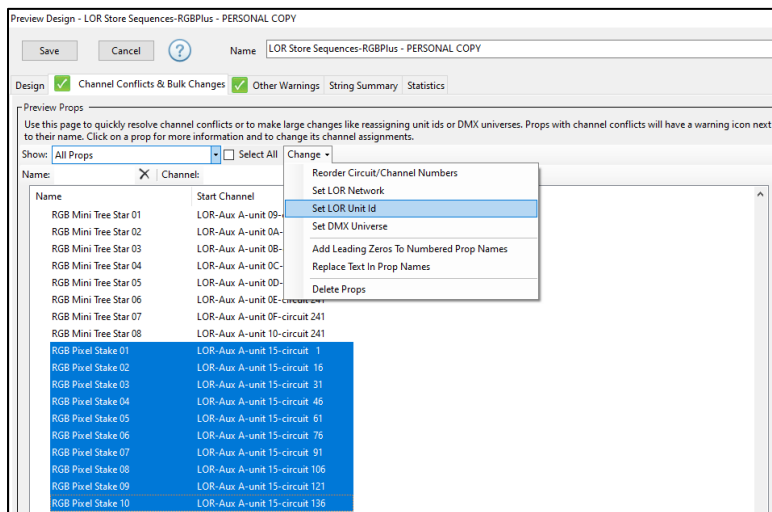 Preview Design - LOR Store Sequences-RGBPlus - PERSONAL COPY
Save Cancel ? Name LOR Store Sequences-RGBPlus - PERSONAL COPY
Design Channel Conflicts & Bulk Changes Other Warnings String Summary Statistics
Preview Props
Use this page to quickly resolve channel conflicts or to make large changes like reassigning unit ids or DMX universes. Props with channel conflicts will have a warning icon next
to their name. Click on a prop for more information and to change its channel assignments.
Show: All Props Select All Change
Name: X Channel:
Reorder Circuit/Channel Numbers
Set LOR Network
Set LOR Unit Id
Set DMX Universe
Add Leading Zeros To Numbered Prop Names
Replace Text In Prop Names
Delete Props
Name Start Channel
RGB Mini Tree Star 01 LOR-Aux A-unit 09-
RGB Mini Tree Star 02 LOR-Aux A-unit 0A-
RGB Mini Tree Star 03 LOR-Aux A-unit 0B-
RGB Mini Tree Star 04 LOR-Aux A-unit 0C-
RGB Mini Tree Star 05 LOR-Aux A-unit 0D-
RGB Mini Tree Star 06 LOR-Aux A-unit 0E-circuit 241
RGB Mini Tree Star 07 LOR-Aux A-unit 0F-circuit 241
RGB Mini Tree Star 08 LOR-Aux A-unit 10-circuit 241
RGB Pixel Stake 01 LOR-Aux A-unit 15-circuit 1
RGB Pixel Stake 02 LOR-Aux A-unit 15-circuit 16
RGB Pixel Stake 03 LOR-Aux A-unit 15-circuit 31
RGB Pixel Stake 04 LOR-Aux A-unit 15-circuit 46
RGB Pixel Stake 05 LOR-Aux A-unit 15-circuit 61
RGB Pixel Stake 06 LOR-Aux A-unit 15-circuit 76
RGB Pixel Stake 07 LOR-Aux A-unit 15-circuit 91
RGB Pixel Stake 08 LOR-Aux A-unit 15-circuit 106
RGB Pixel Stake 09 LOR-Aux A-unit 15-circuit 121
RGB Pixel Stake 10 LOR-Aux A-unit 15-circuit 136